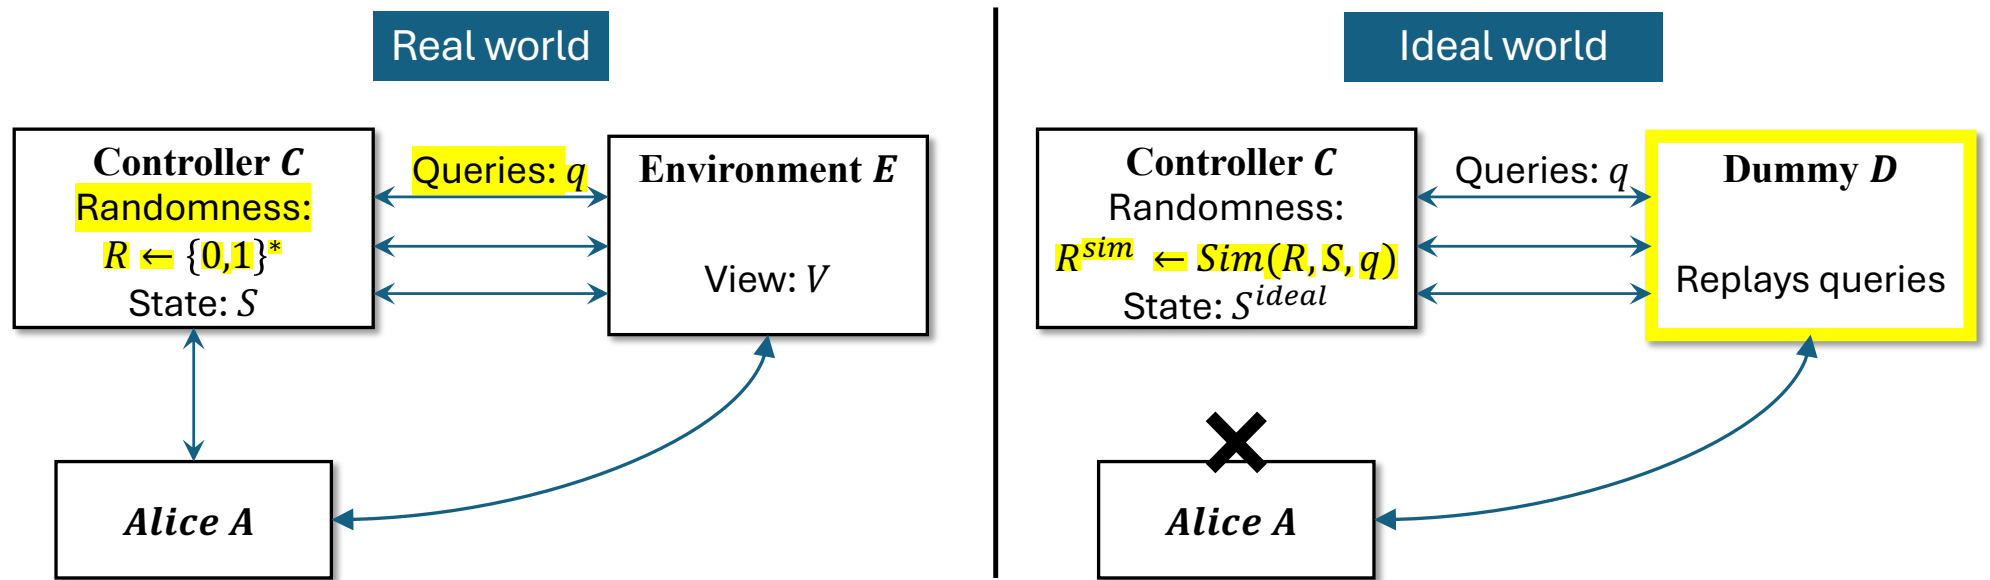 Real world
Controller C
Randomness:
R ← {0,1}*
State: S
Queries: q
Environment E
View: V
Alice A
Ideal world
Controller C
Randomness:
R^sim ← Sim(R, S, q)
State: S^ideal
Queries: q
Dummy D
Replays queries
Alice A